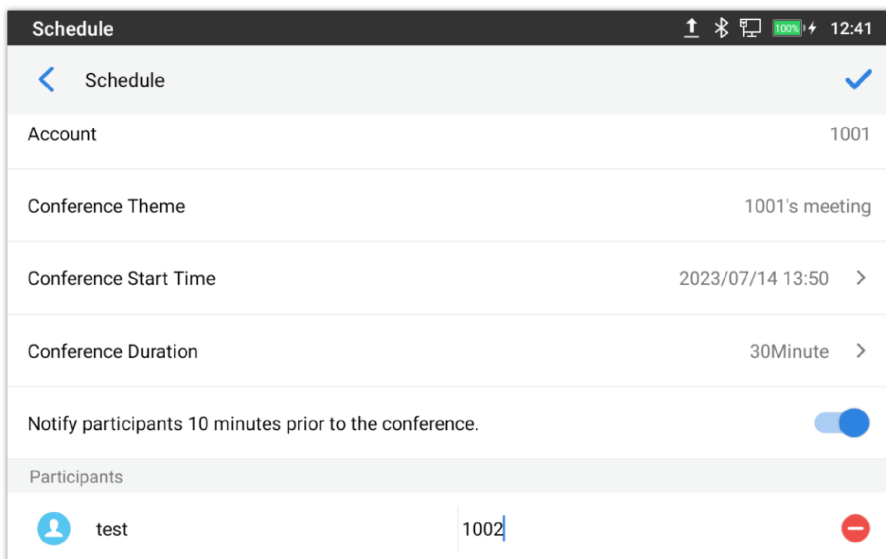 Schedule
100% 12:41
Schedule
Account 1001
Conference Theme 1001's meeting
Conference Start Time 2023/07/14 13:50
Conference Duration 30Minute
Notify participants 10 minutes prior to the conference.
Participants
test 1002